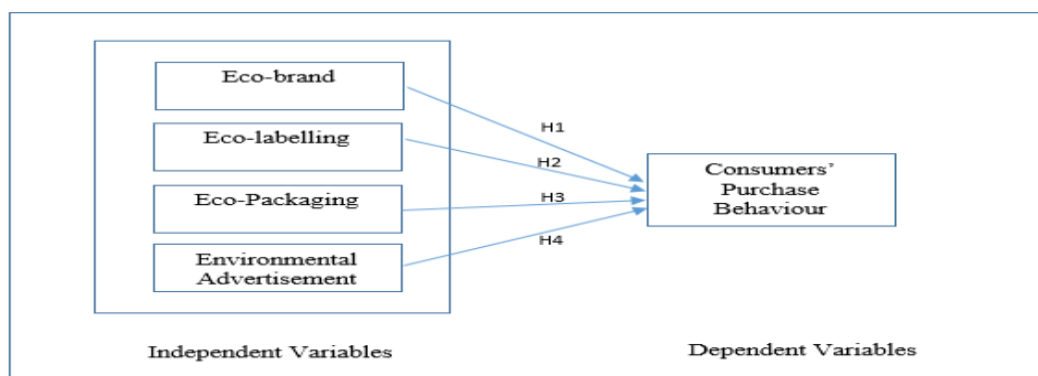 Eco-brand
Eco-labelling
Eco-Packaging
Environmental
Advertisement
H1
H2
H3
H4
Consumers’
Purchase
Behaviour
Independent Variables
Dependent Variables